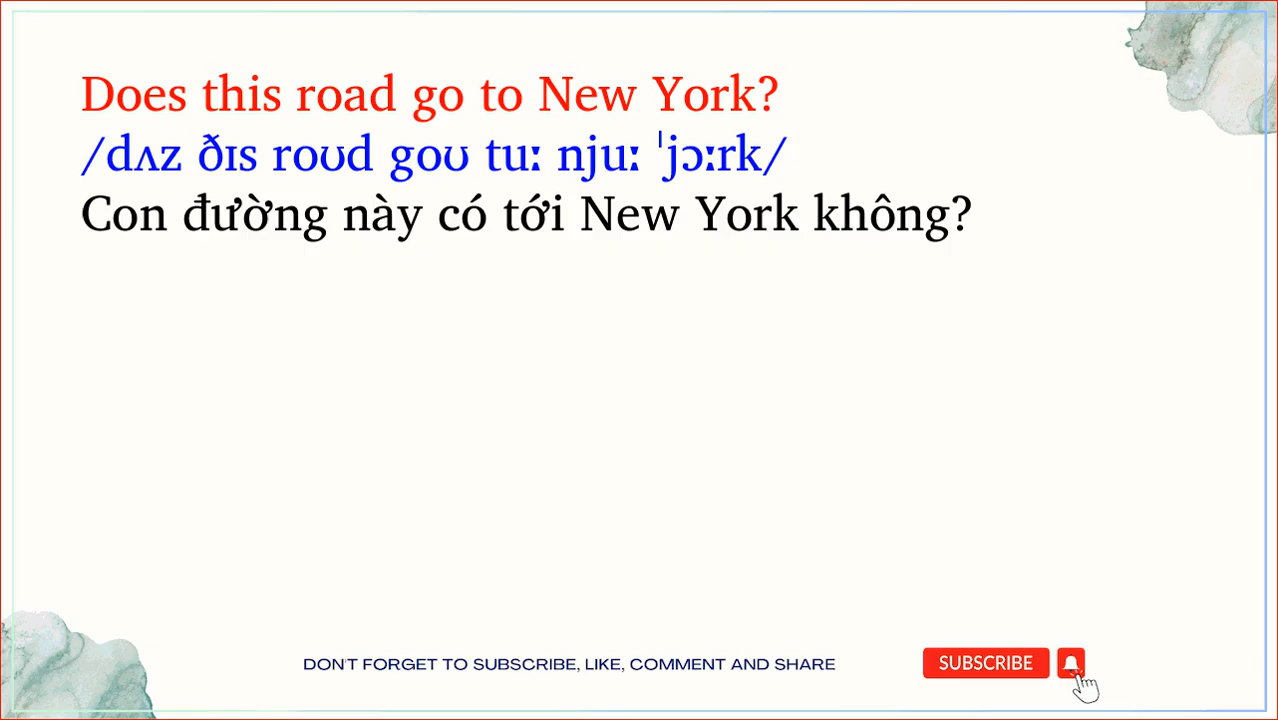 Does this road go to New York?
/dʌz ðɪs roʊd goʊ tuː njuː ˈjɔːrk/
Con đường này có tới New York không?
DON'T FORGET TO SUBSCRIBE, LIKE, COMMENT AND SHARE
SUBSCRIBE